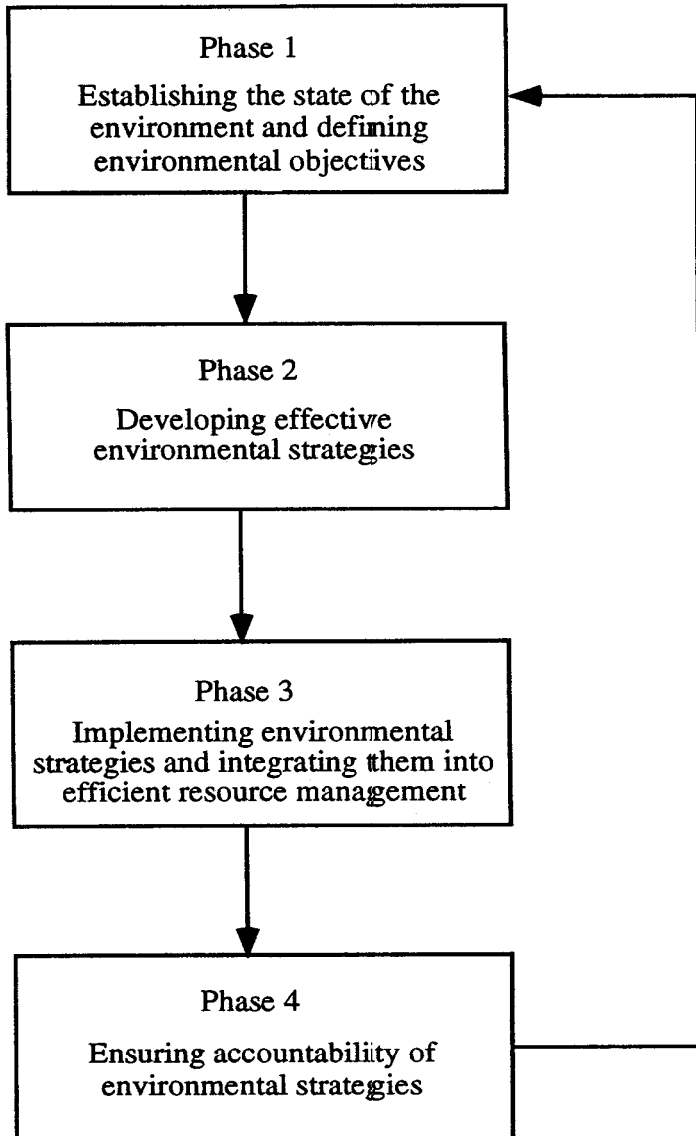 Phase 1
Establishing the state of the
environment and defining
environmental objectives
Phase 2
Developing effective
environmental strategies
Phase 3
Implementing environmental
strategies and integrating them into
efficient resource management
Phase 4
Ensuring accountability of
environmental strategies